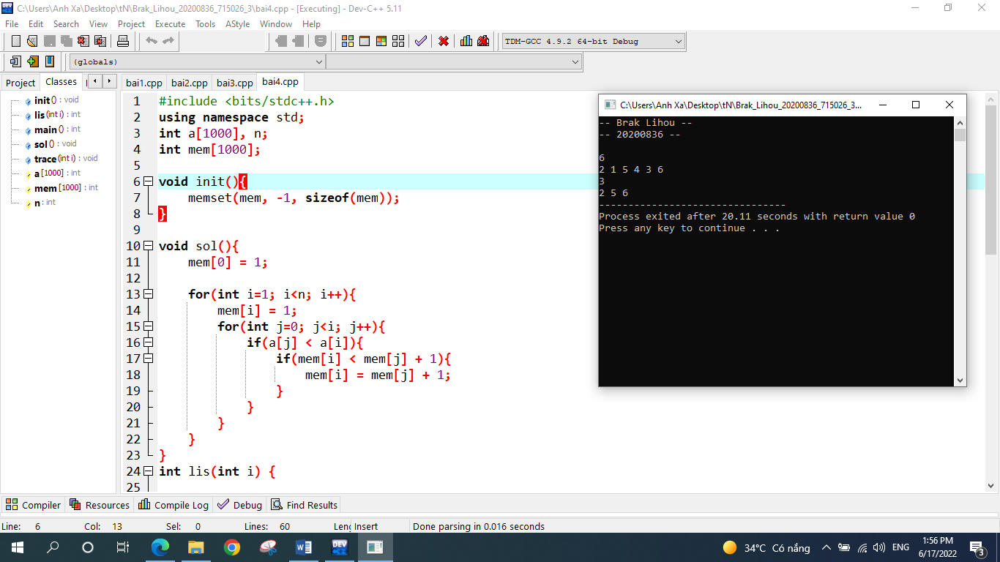 C:\Users\Anh Xa\Desktop\tN\Brak_Lihou_20200836_715026_3\bai4.cpp - [Executing] - Dev-C++ 5.11
File Edit Search View Project Execute Tools AStyle Window Help
TDM-GCC 4.9.2 64-bit Debug
(globals)
Project Classes
bai1.cpp bai2.cpp bai3.cpp bai4.cpp
init () : void
lis (int i) : int
main () : int
sol () : void
trace (int i) : void
a [1000] : int
mem [1000] : int
n : int
1 #include <bits/stdc++.h>
2 using namespace std;
3 int a[1000], n;
4 int mem[1000];
5
6 void init(){
7     memset(mem, -1, sizeof(mem));
8 }
9
10 void sol(){
11     mem[0] = 1;
12
13     for(int i=1; i<n; i++){
14         mem[i] = 1;
15         for(int j=0; j<i; j++){
16             if(a[j] < a[i]){
17                 if(mem[i] < mem[j] + 1){
18                     mem[i] = mem[j] + 1;
19                 }
20             }
21         }
22     }
23 }
24 int lis(int i) {
25
C:\Users\Anh Xa\Desktop\tN\Brak_Lihou_20200836_715026_3...
-- Brak Lihou --
-- 20200836 --
6
2 1 5 4 3 6
3
2 5 6
--------------------------------
Process exited after 20.11 seconds with return value 0
Press any key to continue . . .
Compiler Resources Compile Log Debug Find Results
Line: 6 Col: 13 Sel: 0 Lines: 60 Insert Done parsing in 0.016 seconds
34°C Có nắng ENG
1:56 PM
6/17/2022
3